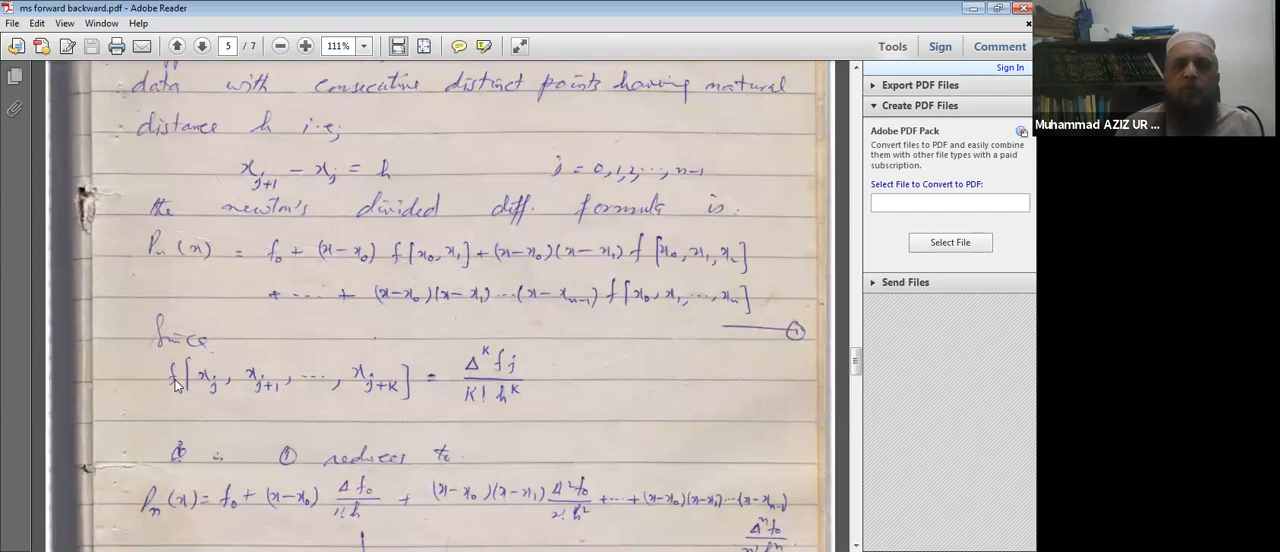 ms forward backward.pdf - Adobe Reader
File Edit View Window Help
5 / 7 111% Tools Sign Comment
Sign In
Export PDF Files
Create PDF Files
Adobe PDF Pack
Convert files to PDF and easily combine
them with other file types with a paid
subscription.
Select File to Convert to PDF:
Select File
Send Files
Muhammad AZIZ UR ...
data with consecutive distinct points having natural
distance h i.e;
x_{j+1} - x_j = h j = 0,1,2,...,n-1
the newton's divided diff. formula is.
P_n(x) = f_0 + (x-x_0) f[x_0,x_1] + (x-x_0)(x-x_1) f[x_0,x_1,x_2]
+ ... + (x-x_0)(x-x_1)...(x-x_{n-1}) f[x_0,x_1,...,x_n]
①
Since
f[x_j, x_{j+1}, ..., x_{j+K}] = Δ^K f_j / K! h^K
∴ ① reduces to
P_n(x) = f_0 + (x-x_0) Δf_0 / 1!h + (x-x_0)(x-x_1) Δ²f_0 / 2!h² + ... + (x-x_0)(x-x_1)...(x-x_{n-1})
Δ^n f_0